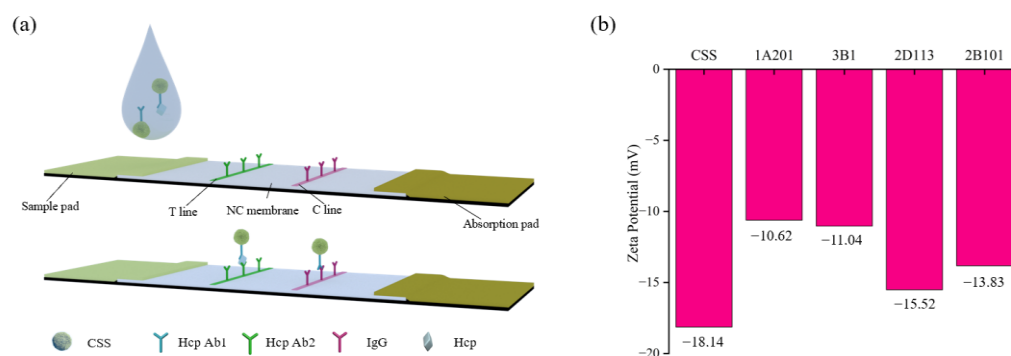 (a)
Sample pad
T line
NC membrane
C line
Absorption pad
CSS
Hcp Ab1
Hcp Ab2
IgG
Hcp
(b)
CSS 1A201 3B1 2D113 2B101
Zeta Potential (mV)
0
−5
−10
−15
−20
−18.14
−10.62
−11.04
−15.52
−13.83